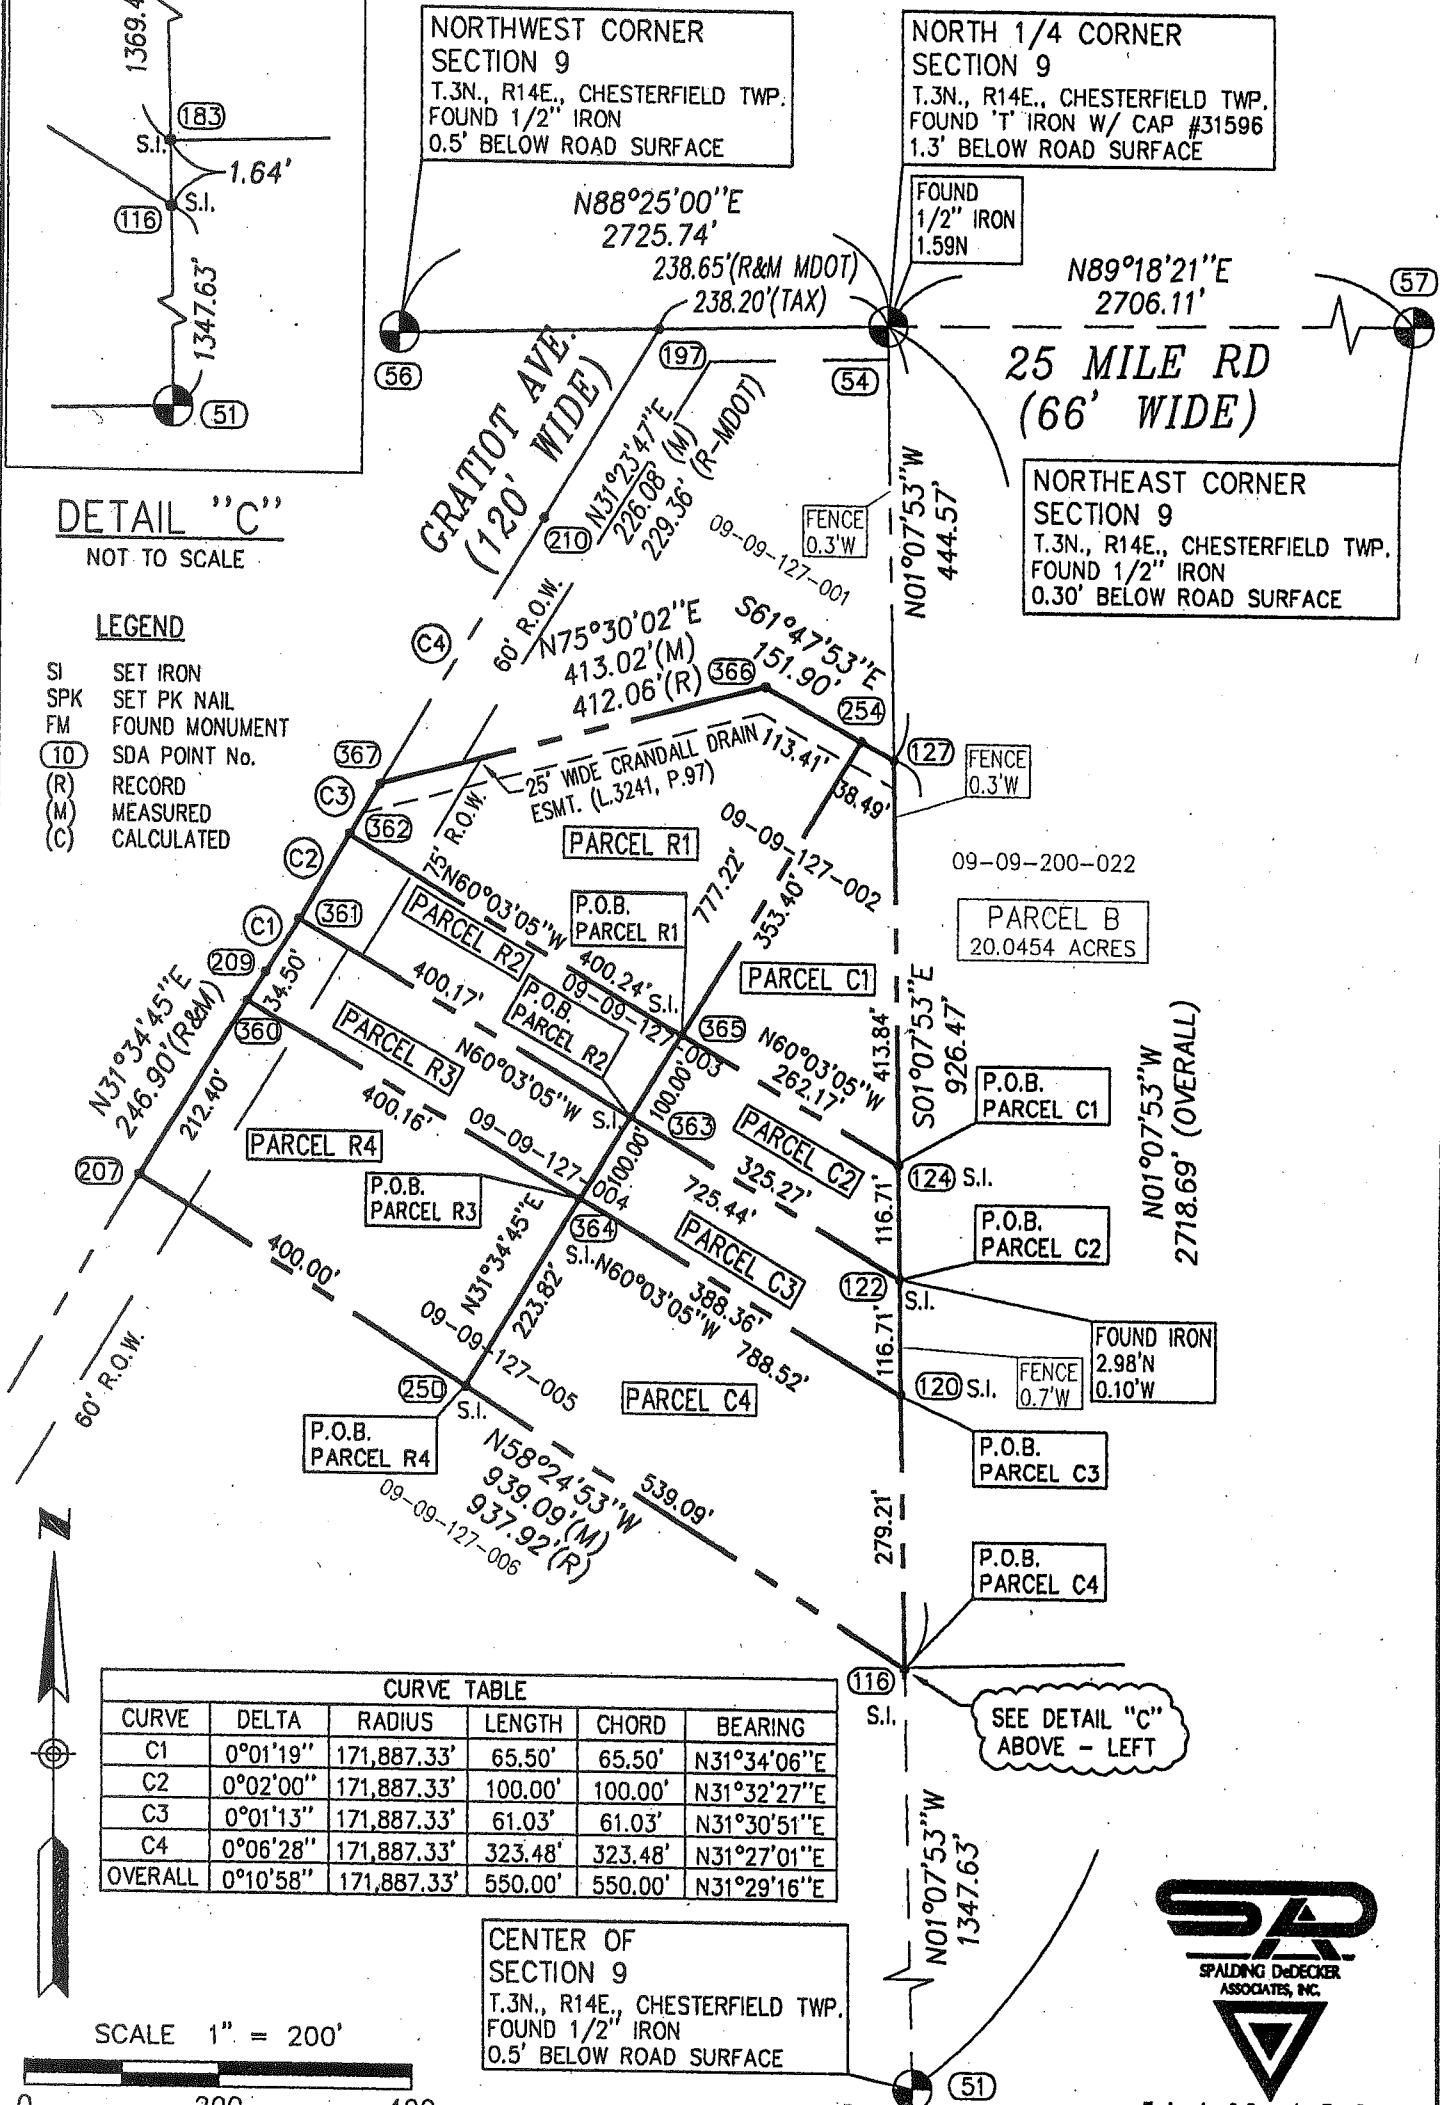 1369.4
183
S.I.
1.64'
116
S.I.
1347.63'
51
DETAIL "C"
NOT TO SCALE
NORTHWEST CORNER
SECTION 9
T.3N., R14E., CHESTERFIELD TWP.
FOUND 1/2" IRON
0.5' BELOW ROAD SURFACE
NORTH 1/4 CORNER
SECTION 9
T.3N., R14E., CHESTERFIELD TWP.
FOUND 'T' IRON W/ CAP #31596
1.3' BELOW ROAD SURFACE
FOUND
1/2" IRON
1.59N
N88°25'00"E
2725.74'
238.65'(R&M MDOT)
238.20'(TAX)
N89°18'21"E
2706.11'
57
56
197
54
25 MILE RD
(66' WIDE)
GRATIOT AVE.
(120' WIDE)
N31°23'47"E
226.08' (M)
229.36' (R-MDOT)
210
09-09-127-001
FENCE
0.3'W
N01°07'53"W
444.57'
NORTHEAST CORNER
SECTION 9
T.3N., R14E., CHESTERFIELD TWP.
FOUND 1/2" IRON
0.30' BELOW ROAD SURFACE
LEGEND
SI SET IRON
SPK SET PK NAIL
FM FOUND MONUMENT
10 SDA POINT No.
(R) RECORD
(M) MEASURED
(C) CALCULATED
C4
60' R.O.W.
N75°30'02"E
413.02'(M)
412.06'(R)
366
S61°47'53"E
151.90'
254
127
FENCE
0.3'W
367
C3
362
25' WIDE CRANDALL DRAIN
ESMT. (L.3241, P.97)
113.41'
38.49'
75' R.O.W.
PARCEL R1
09-09-127-002
777.22'
353.40'
09-09-200-022
PARCEL B
20.0454 ACRES
C2
361
C1
209
N60°03'05"W
400.24'
PARCEL R2
P.O.B.
PARCEL R1
PARCEL C1
S.I.
365
09-09-127-003
400.17'
P.O.B.
PARCEL R2
N31°34'45"E
246.90'(R&M)
34.50'
360
PARCEL R3
N60°03'05"W
S.I.
363
100.00'
N60°03'05"W
262.17'
413.84'
S01°07'53"E
926.47'
N01°07'53"W
2718.69' (OVERALL)
P.O.B.
PARCEL C1
124 S.I.
212.40'
400.16'
PARCEL R4
09-09-127-004
100.00'
PARCEL C2
325.27'
725.44'
116.71'
P.O.B.
PARCEL C2
207
P.O.B.
PARCEL R3
364
S.I.
PARCEL C3
122
S.I.
400.00'
N31°34'45"E
223.82'
N60°03'05"W
388.36'
788.52'
116.71'
FOUND IRON
2.98'N
0.10'W
FENCE
0.7'W
120 S.I.
60' R.O.W.
09-09-127-005
250
S.I.
PARCEL C4
P.O.B.
PARCEL R4
P.O.B.
PARCEL C3
N58°24'53"W
939.09'(M)
937.92'(R)
539.09'
09-09-127-006
279.21'
P.O.B.
PARCEL C4
N
116
S.I.
SEE DETAIL "C"
ABOVE - LEFT
CURVE TABLE
CURVE DELTA RADIUS LENGTH CHORD BEARING
C1 0°01'19" 171,887.33' 65.50' 65.50' N31°34'06"E
C2 0°02'00" 171,887.33' 100.00' 100.00' N31°32'27"E
C3 0°01'13" 171,887.33' 61.03' 61.03' N31°30'51"E
C4 0°06'28" 171,887.33' 323.48' 323.48' N31°27'01"E
OVERALL 0°10'58" 171,887.33' 550.00' 550.00' N31°29'16"E
N01°07'53"W
1347.63'
CENTER OF
SECTION 9
T.3N., R14E., CHESTERFIELD TWP.
FOUND 1/2" IRON
0.5' BELOW ROAD SURFACE
51
SCALE 1" = 200'
0 200 400
SDA
SPALDING DeDECKER
ASSOCIATES, INC.